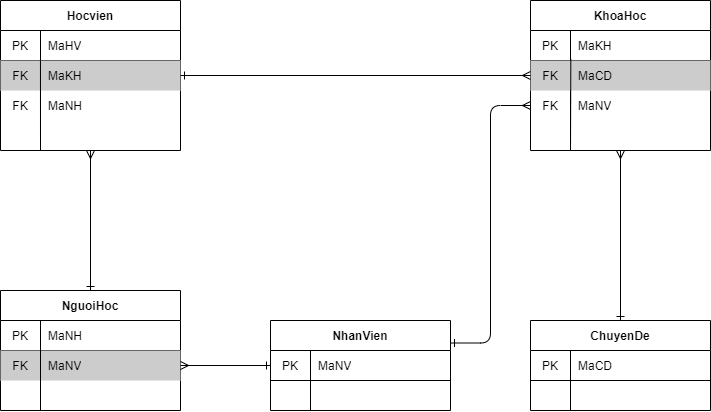 Hocvien
PK MaHV
FK MaKH
FK MaNH
KhoaHoc
PK MaKH
FK MaCD
FK MaNV
NguoiHoc
PK MaNH
FK MaNV
NhanVien
PK MaNV
ChuyenDe
PK MaCD